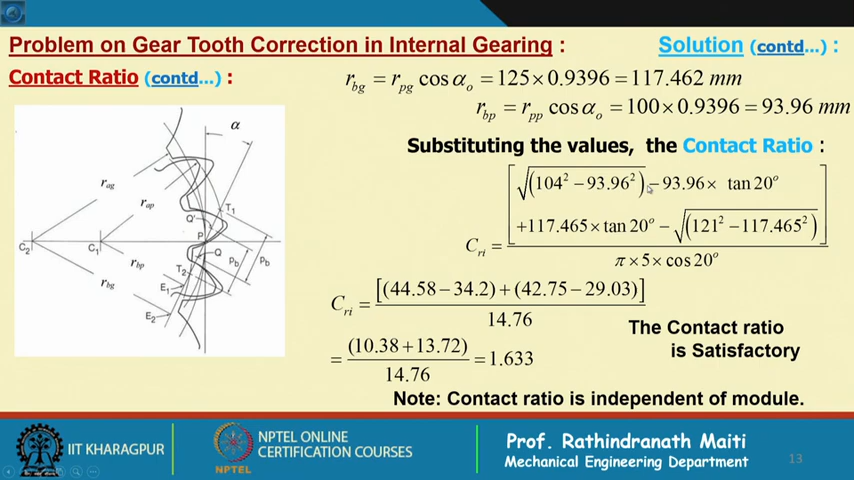 Problem on Gear Tooth Correction in Internal Gearing :
Solution (contd...) :
Contact Ratio (contd...) :
r_bg = r_pg cos α_o = 125 × 0.9396 = 117.462 mm
r_bp = r_pp cos α_o = 100 × 0.9396 = 93.96 mm
Substituting the values, the Contact Ratio :
C_ri = [√(104² − 93.96²) − 93.96 × tan 20° + 117.465 × tan 20° − √(121² − 117.465²)] / π × 5 × cos 20°
C_ri = [(44.58 − 34.2) + (42.75 − 29.03)] / 14.76
= (10.38 + 13.72) / 14.76 = 1.633
The Contact ratio
is Satisfactory
Note: Contact ratio is independent of module.
α
r_ag
r_ap
T₁
Q'
P
C₂
C₁
Q
r_bp
p_b
p_b
T₂
r_bg
E₁
E₂
IIT KHARAGPUR
NPTEL
NPTEL ONLINE
CERTIFICATION COURSES
Prof. Rathindranath Maiti
Mechanical Engineering Department
13